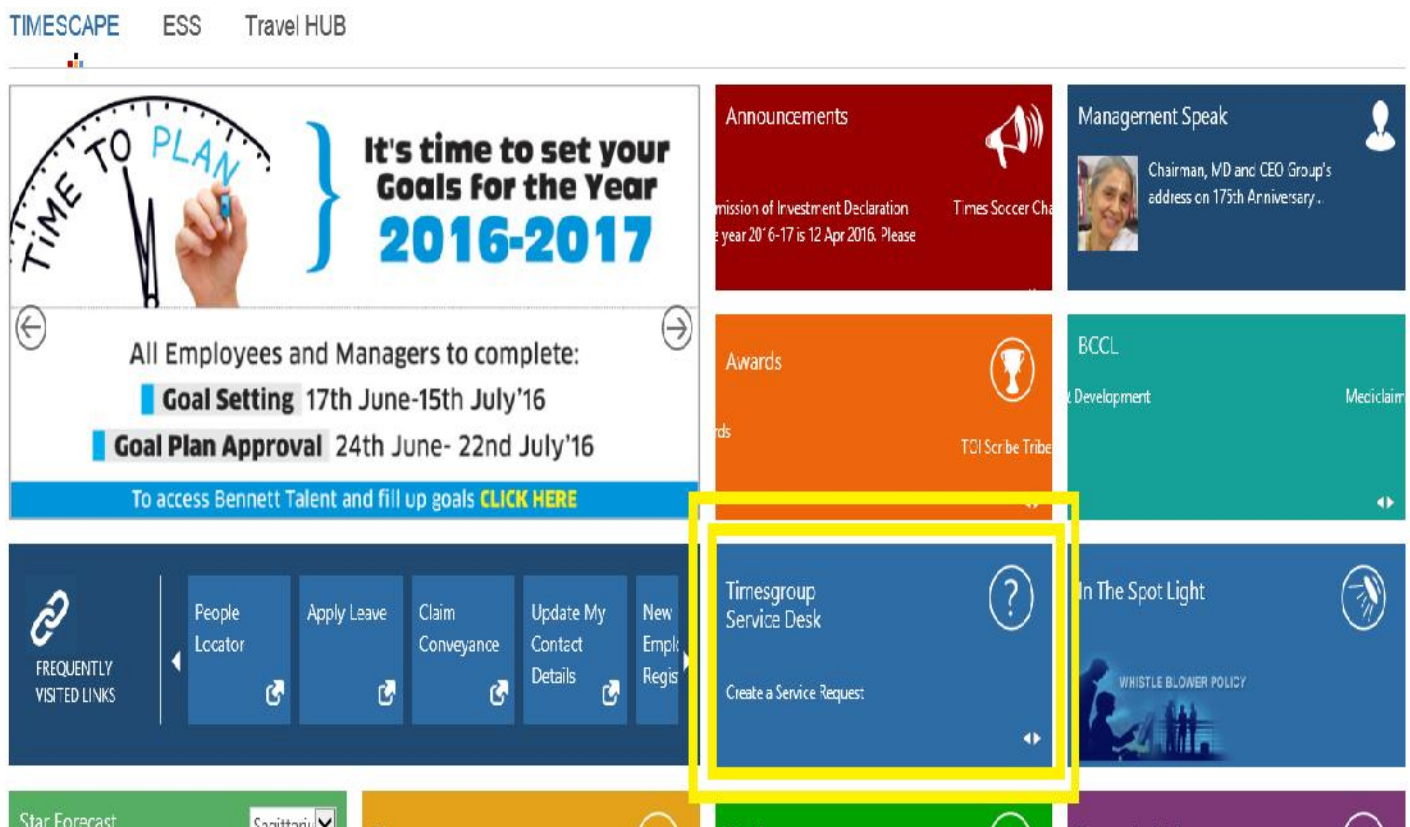 TIMESCAPE ESS Travel HUB
TIME TO PLAN
It's time to set your
Goals for the Year
2016-2017
All Employees and Managers to complete:
Goal Setting 17th June-15th July'16
Goal Plan Approval 24th June- 22nd July'16
To access Bennett Talent and fill up goals CLICK HERE
Announcements
mission of Investment Declaration Times Soccer Cha
e year 2016-17 is 12 Apr 2016. Please
Management Speak
Chairman, MD and CEO Group's
address on 175th Anniversary...
Awards
rds TOI Scribe Tribe
BCCL
Development Mediclaim
FREQUENTLY
VISITED LINKS
People
Locator
Apply Leave
Claim
Conveyance
Update My
Contact
Details
New
Empl
Regis
Timesgroup
Service Desk
Create a Service Request
In The Spot Light
WHISTLE BLOWER POLICY
Star Forecast Sagittariu